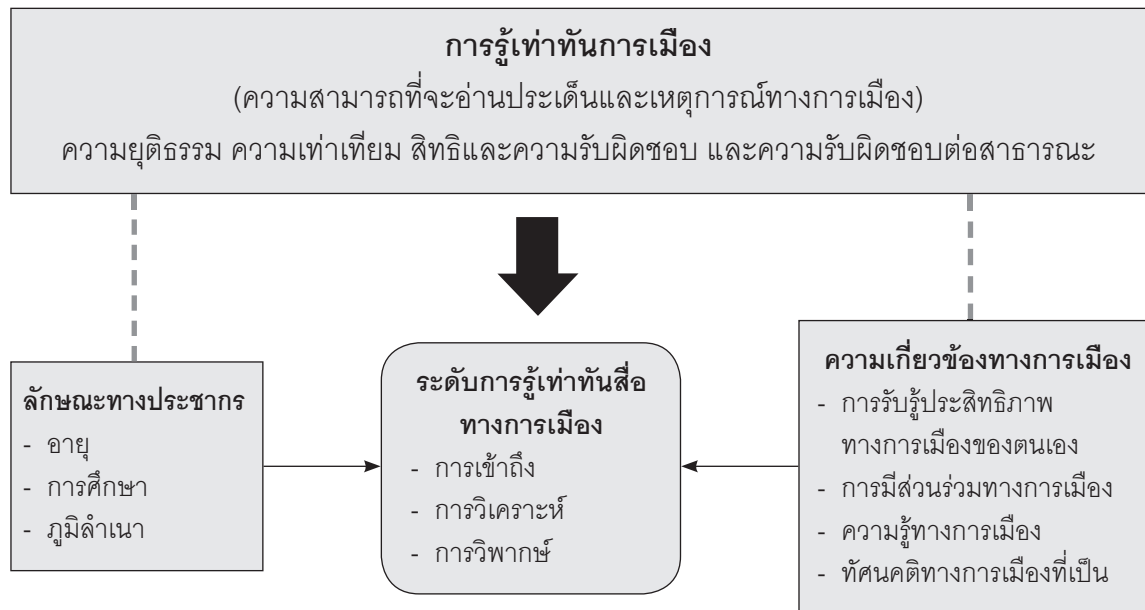 การรู้เท่าทันการเมือง
(ความสามารถที่จะอ่านประเด็นและเหตุการณ์ทางการเมือง)
ความยุติธรรม ความเท่าเทียม สิทธิและความรับผิดชอบ และความรับผิดชอบต่อสาธารณะ
ลักษณะทางประชากร
- อายุ
- การศึกษา
- ภูมิลำเนา
ระดับการรู้เท่าทันสื่อ
ทางการเมือง
- การเข้าถึง
- การวิเคราะห์
- การวิพากษ์
ความเกี่ยวข้องทางการเมือง
- การรับรู้ประสิทธิภาพ
ทางการเมืองของตนเอง
- การมีส่วนร่วมทางการเมือง
- ความรู้ทางการเมือง
- ทัศนคติทางการเมืองที่เป็น